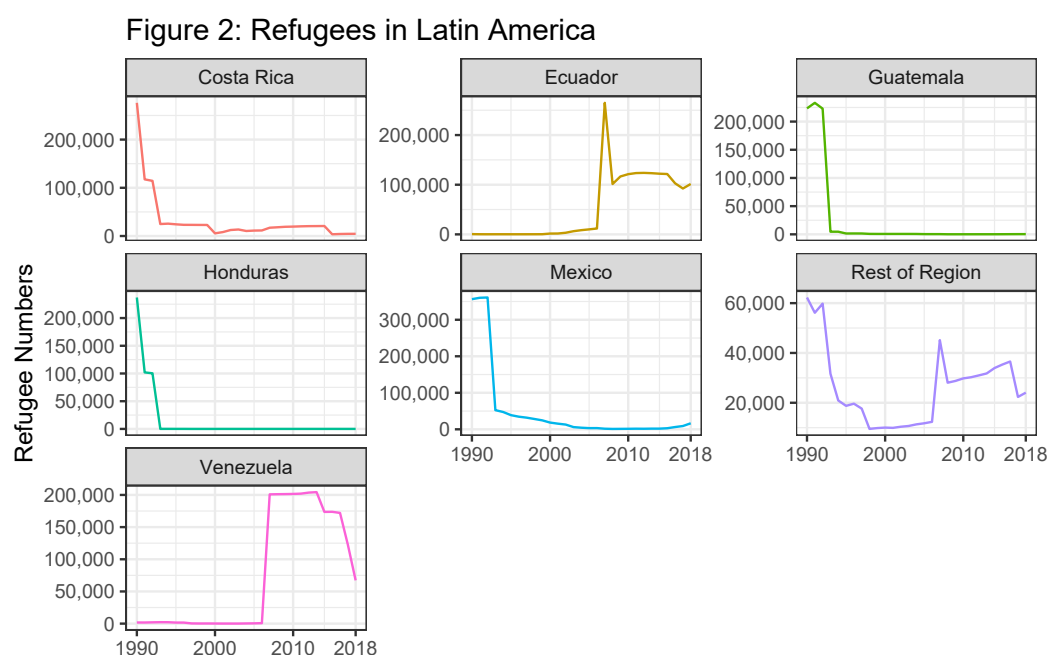 Figure 2: Refugees in Latin America
Refugee Numbers
Costa Rica
200,000
100,000
0
Ecuador
200,000
100,000
0
Guatemala
200,000
150,000
100,000
50,000
0
Honduras
200,000
150,000
100,000
50,000
0
Mexico
300,000
200,000
100,000
0
1990 2000 2010 2018
Rest of Region
60,000
40,000
20,000
1990 2000 2010 2018
Venezuela
200,000
150,000
100,000
50,000
0
1990 2000 2010 2018